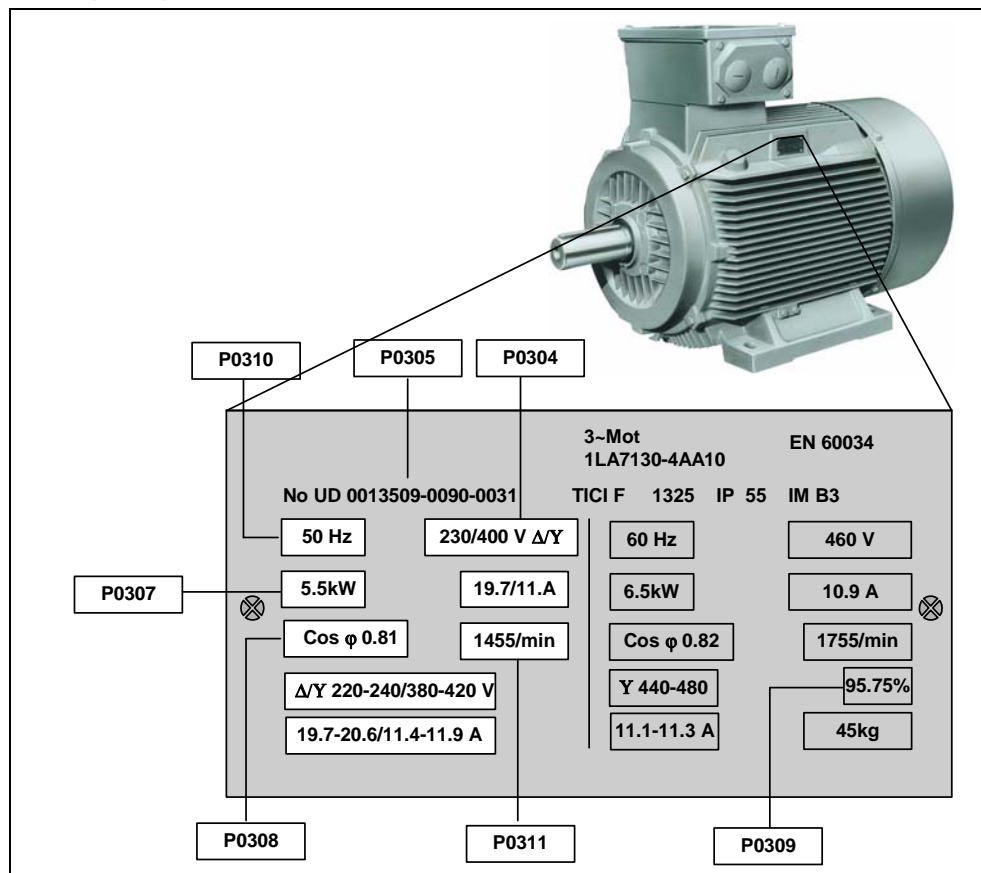 P0310
P0305
P0304
3~Mot
1LA7130-4AA10
EN 60034
No UD 0013509-0090-0031 TICI F 1325 IP 55 IM B3
50 Hz 230/400 V Δ/Y 60 Hz 460 V
P0307
5.5kW 19.7/11.A 6.5kW 10.9 A
Cos φ 0.81 1455/min Cos φ 0.82 1755/min
Δ/Y 220-240/380-420 V Y 440-480 95.75%
19.7-20.6/11.4-11.9 A 11.1-11.3 A 45kg
P0308
P0311
P0309